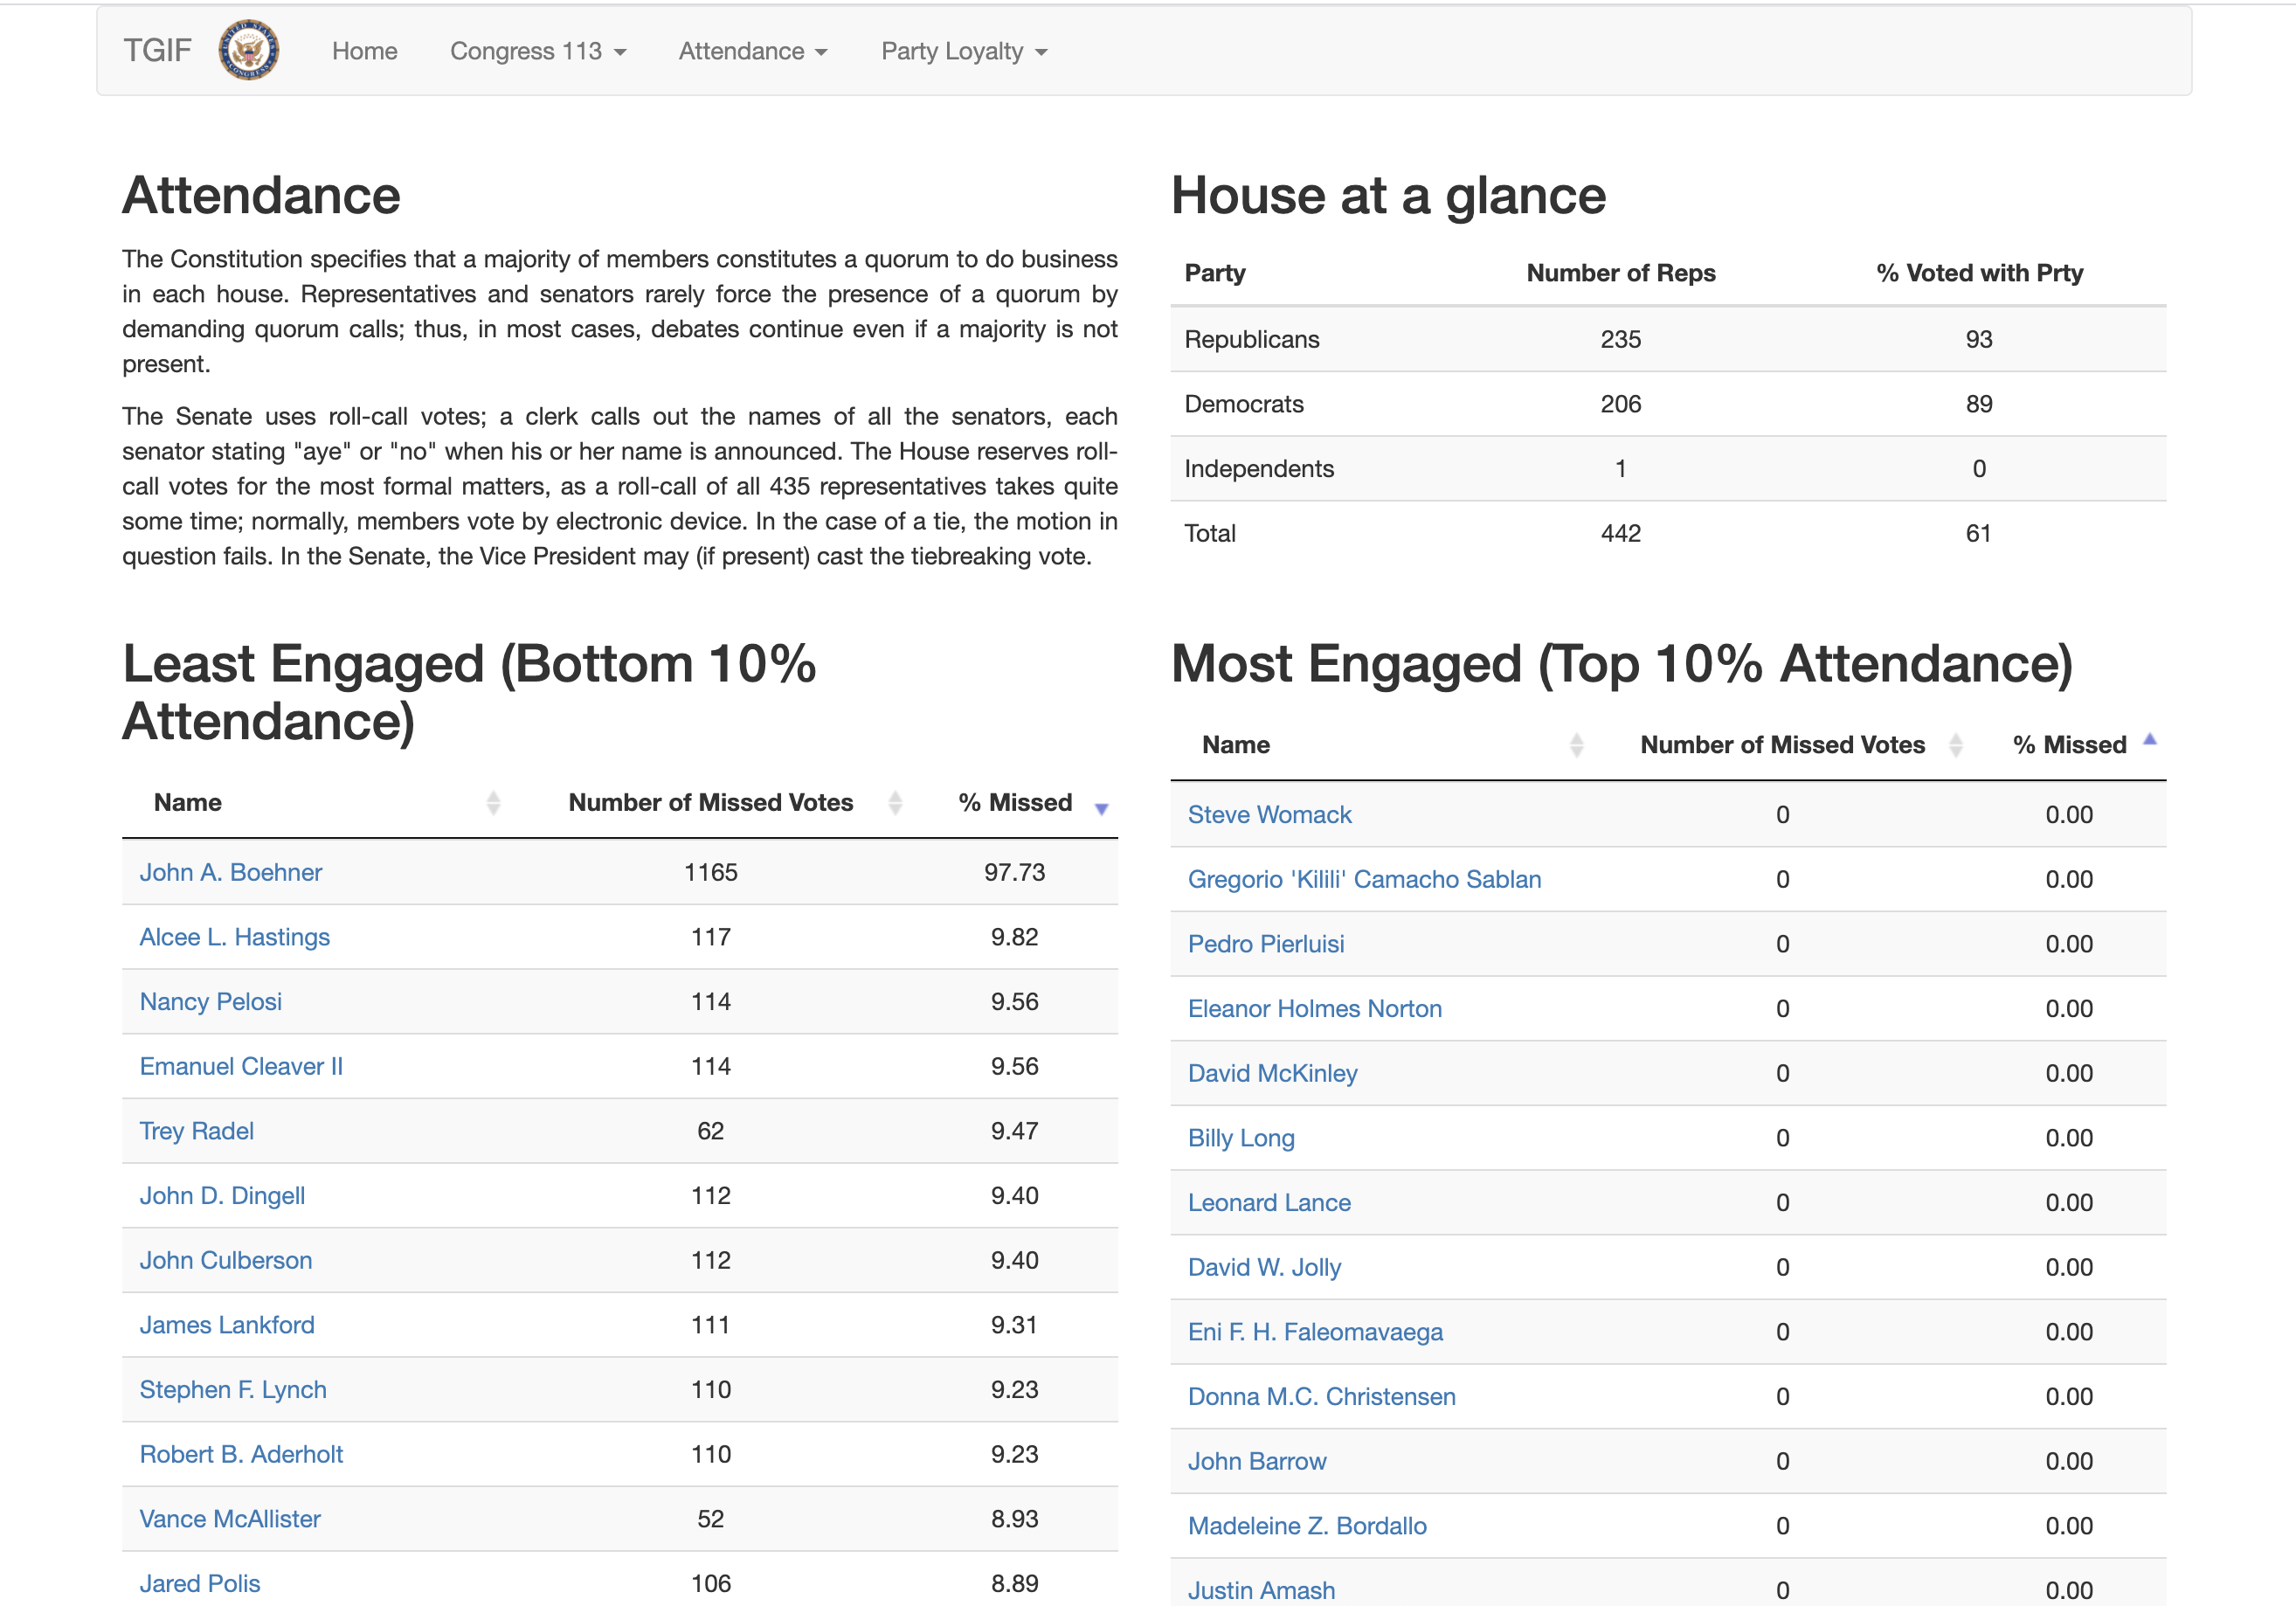 TGIF Home Congress 113 Attendance Party Loyalty
Attendance
The Constitution specifies that a majority of members constitutes a quorum to do business
in each house. Representatives and senators rarely force the presence of a quorum by
demanding quorum calls; thus, in most cases, debates continue even if a majority is not
present.
The Senate uses roll-call votes; a clerk calls out the names of all the senators, each
senator stating "aye" or "no" when his or her name is announced. The House reserves roll-
call votes for the most formal matters, as a roll-call of all 435 representatives takes quite
some time; normally, members vote by electronic device. In the case of a tie, the motion in
question fails. In the Senate, the Vice President may (if present) cast the tiebreaking vote.
House at a glance
Party Number of Reps % Voted with Prty
Republicans 235 93
Democrats 206 89
Independents 1 0
Total 442 61
Least Engaged (Bottom 10%
Attendance)
Name Number of Missed Votes % Missed
John A. Boehner 1165 97.73
Alcee L. Hastings 117 9.82
Nancy Pelosi 114 9.56
Emanuel Cleaver II 114 9.56
Trey Radel 62 9.47
John D. Dingell 112 9.40
John Culberson 112 9.40
James Lankford 111 9.31
Stephen F. Lynch 110 9.23
Robert B. Aderholt 110 9.23
Vance McAllister 52 8.93
Jared Polis 106 8.89
Most Engaged (Top 10% Attendance)
Name Number of Missed Votes % Missed
Steve Womack 0 0.00
Gregorio 'Kilili' Camacho Sablan 0 0.00
Pedro Pierluisi 0 0.00
Eleanor Holmes Norton 0 0.00
David McKinley 0 0.00
Billy Long 0 0.00
Leonard Lance 0 0.00
David W. Jolly 0 0.00
Eni F. H. Faleomavaega 0 0.00
Donna M.C. Christensen 0 0.00
John Barrow 0 0.00
Madeleine Z. Bordallo 0 0.00
Justin Amash 0 0.00